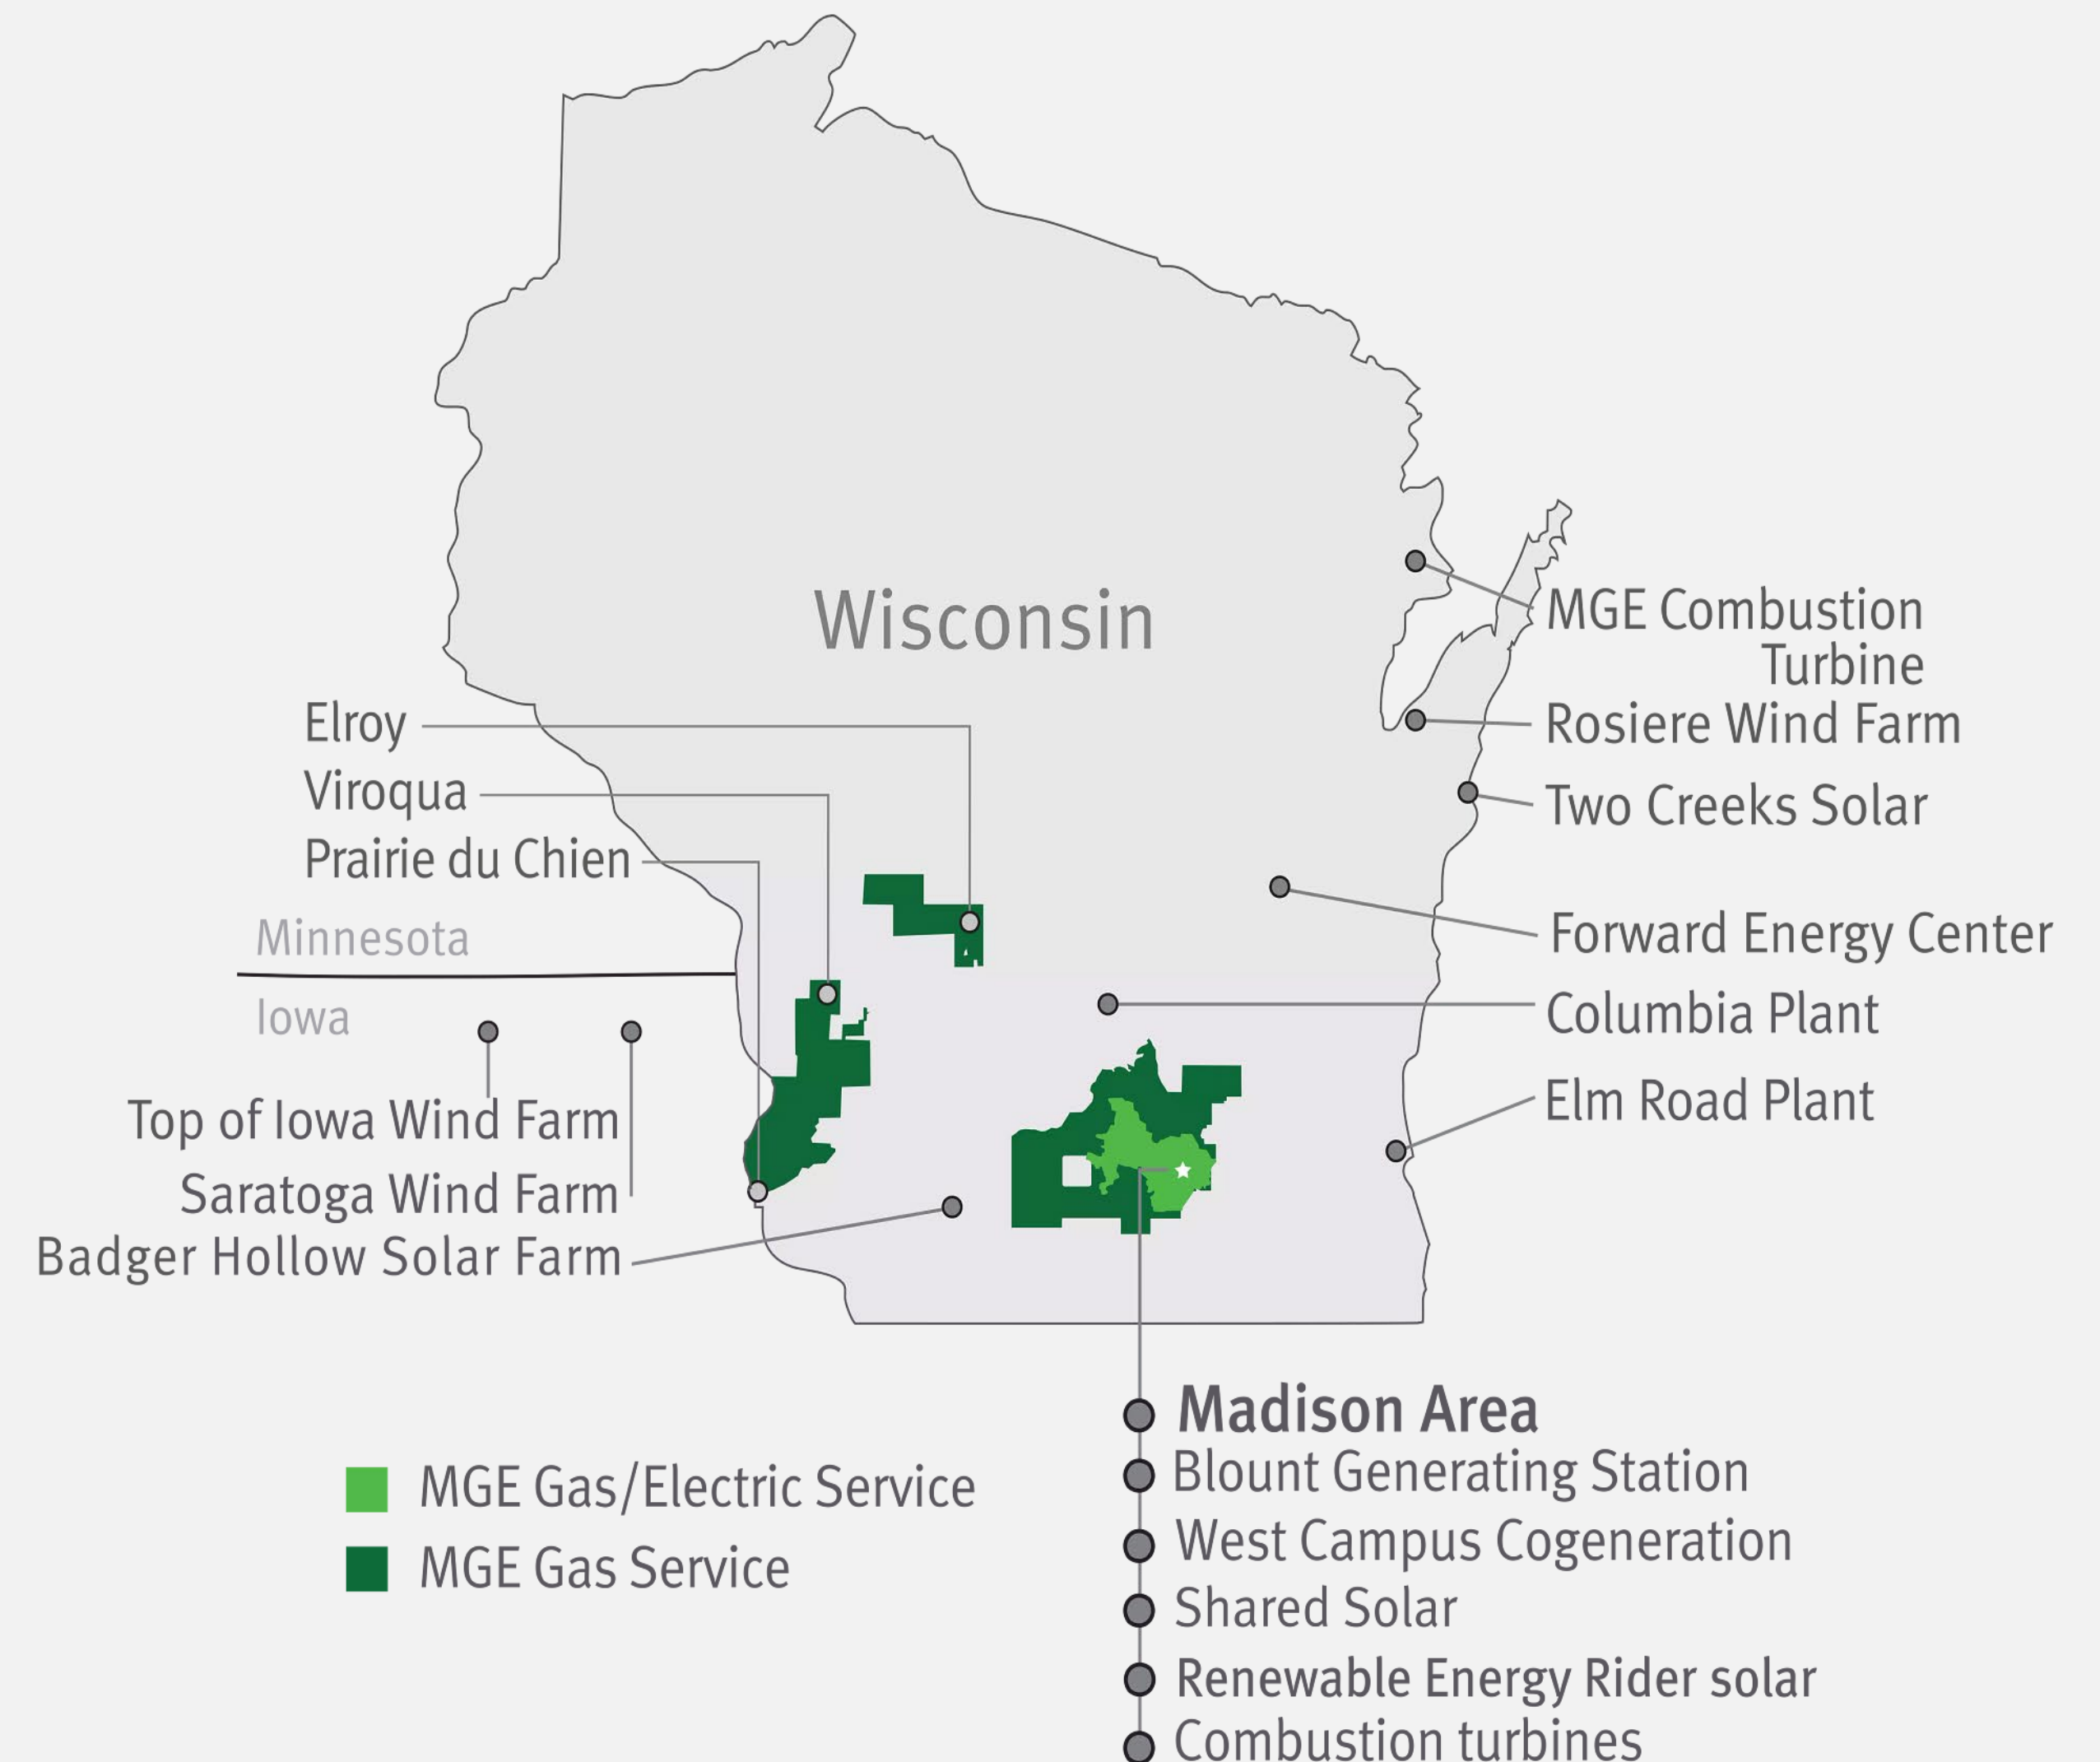 Wisconsin
MGE Combustion
Turbine
Rosiere Wind Farm
Two Creeks Solar
Forward Energy Center
Columbia Plant
Elm Road Plant
Elroy
Viroqua
Prairie du Chien
Minnesota
Iowa
Top of Iowa Wind Farm
Saratoga Wind Farm
Badger Hollow Solar Farm
Madison Area
Blount Generating Station
West Campus Cogeneration
Shared Solar
Renewable Energy Rider solar
Combustion turbines
MGE Gas/Electric Service
MGE Gas Service